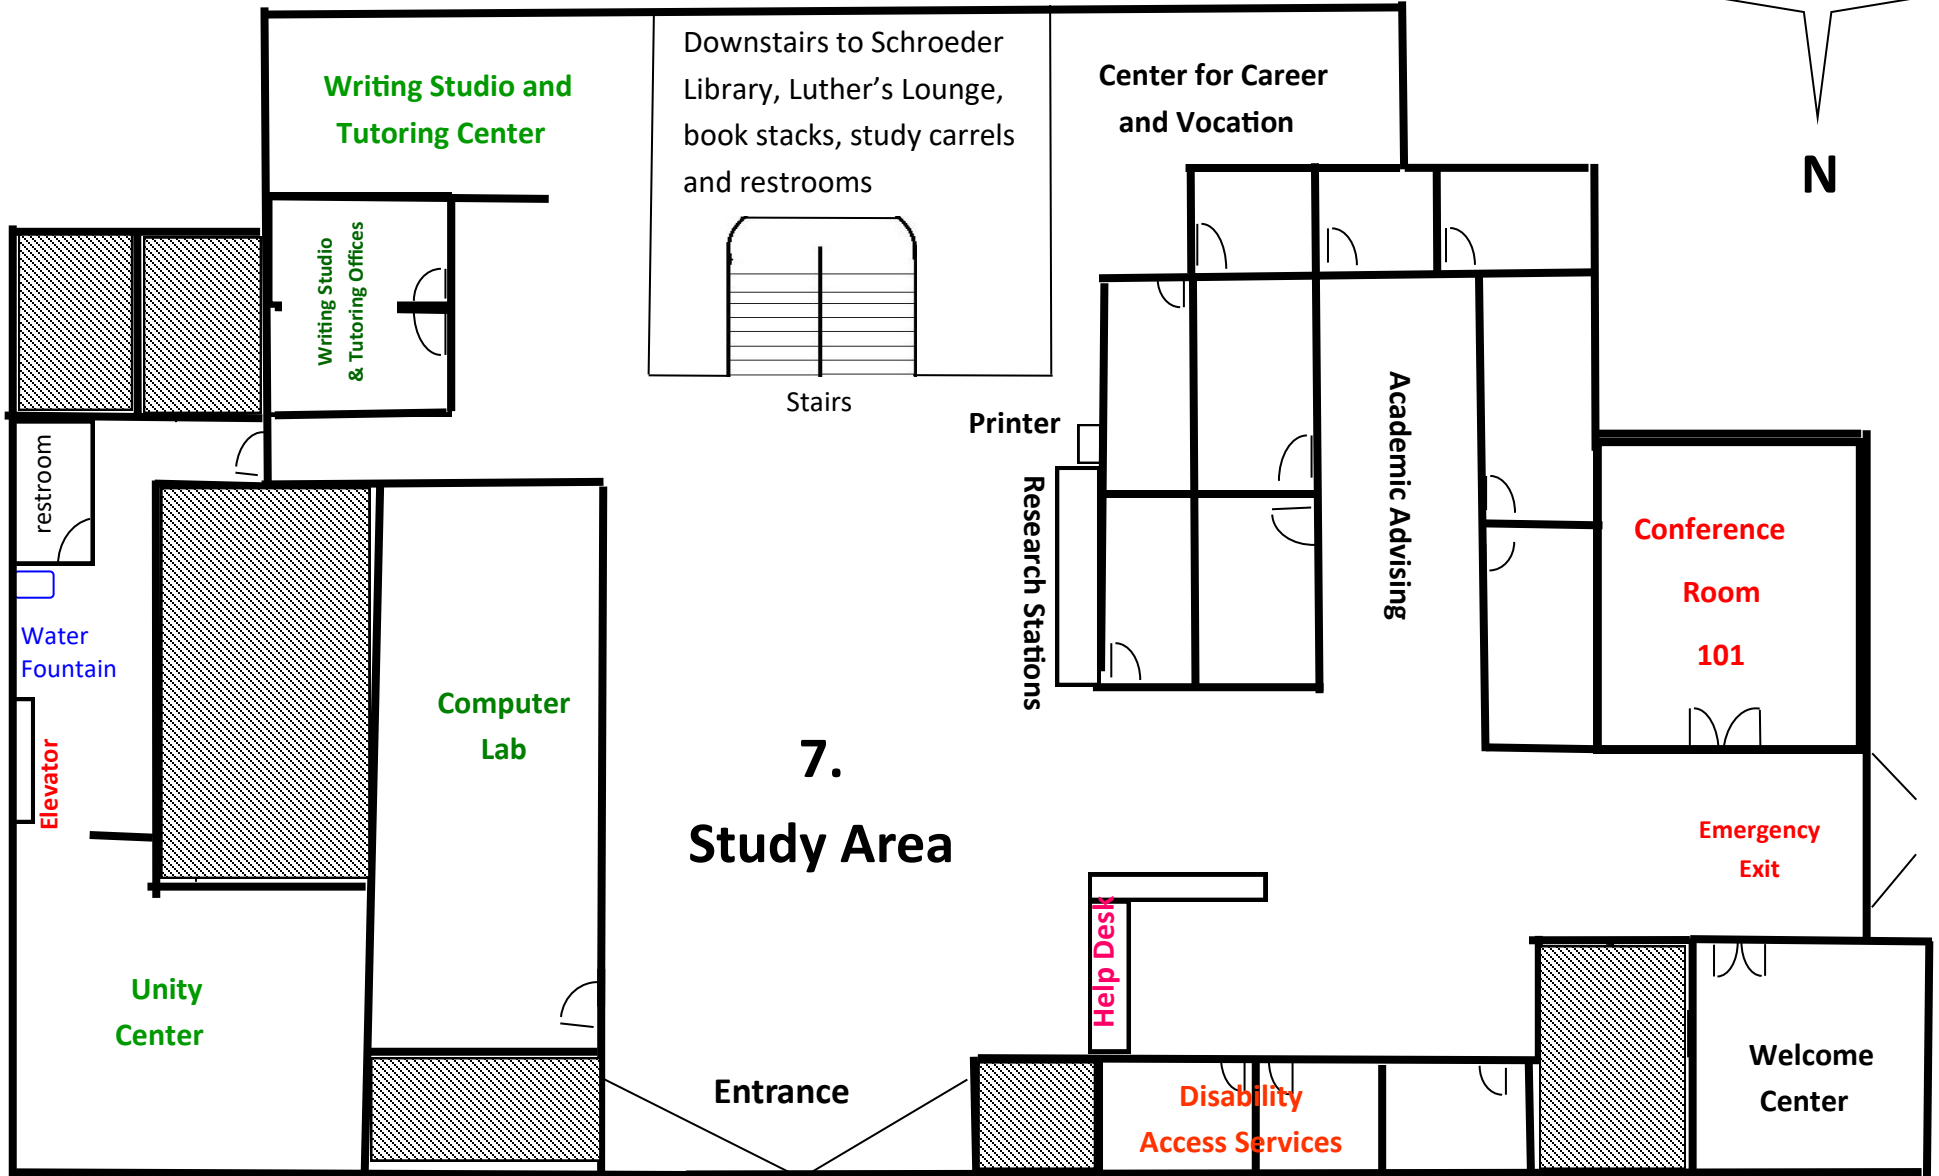 Downstairs to Schroeder
Library, Luther’s Lounge,
book stacks, study carrels
and restrooms
Writing Studio and
Tutoring Center
Center for Career
and Vocation
N
Writing Studio
& Tutoring Offices
Stairs
Printer
restroom
Research Stations
Academic Advising
Conference
Room
101
Water
Fountain
Elevator
Computer
Lab
7.
Study Area
Emergency
Exit
Help Desk
Unity
Center
Entrance
Disability
Access Services
Welcome
Center